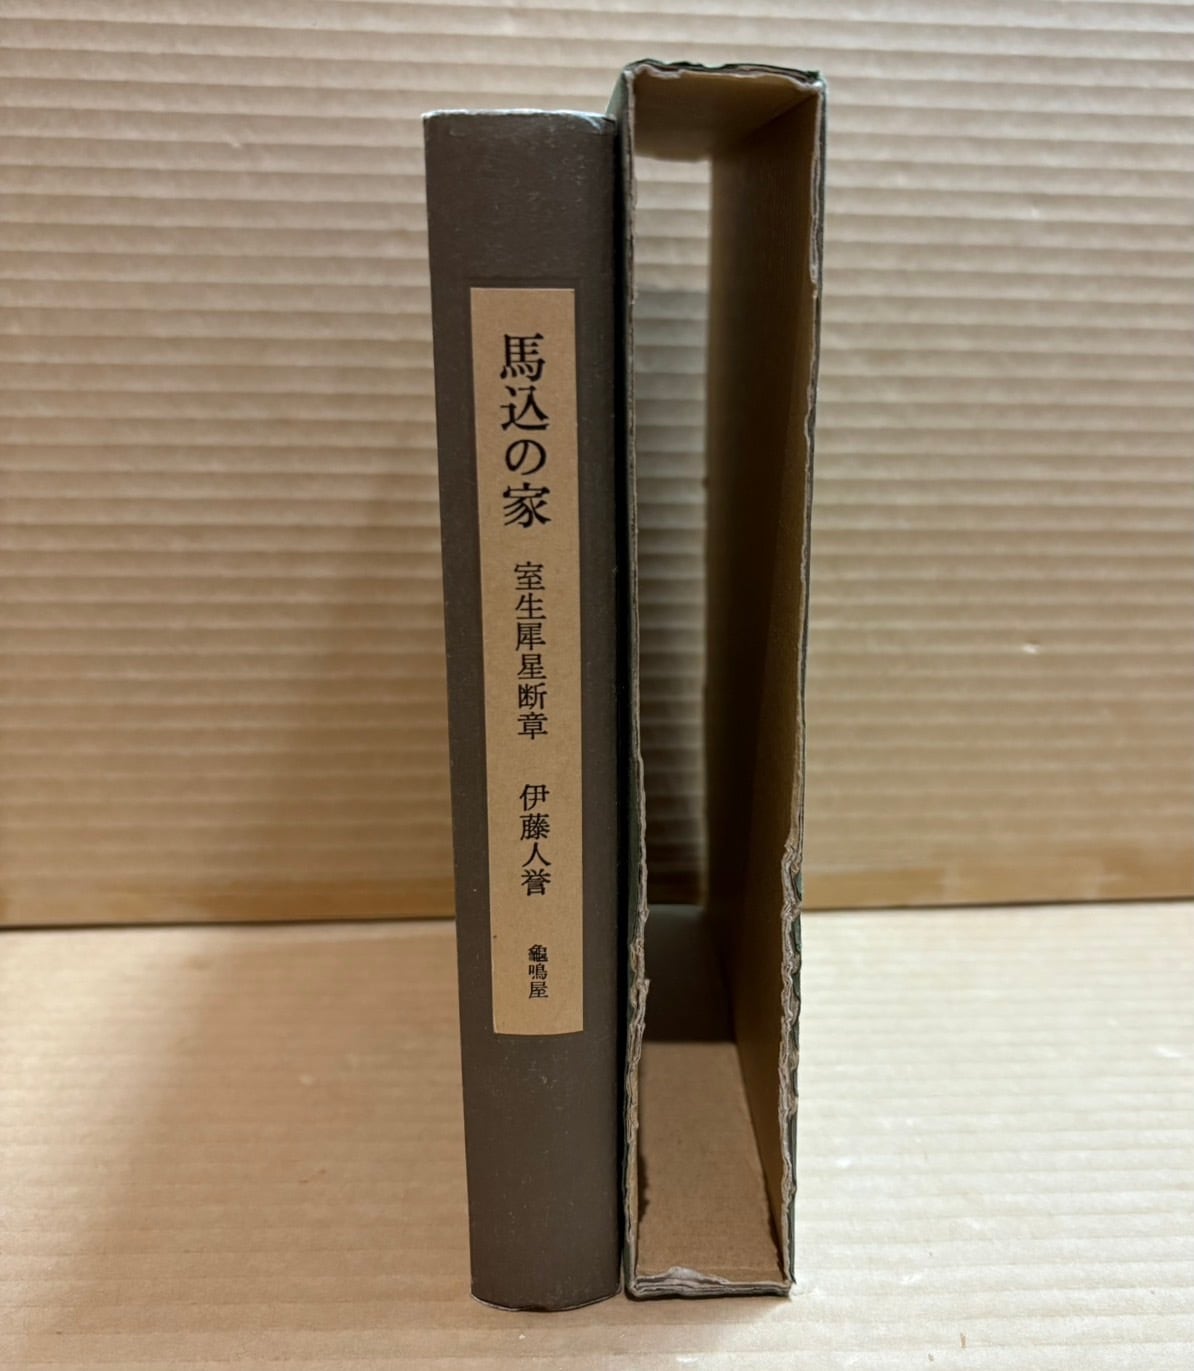 馬込の家
室生犀星断章
伊藤人誉
龜鳴屋